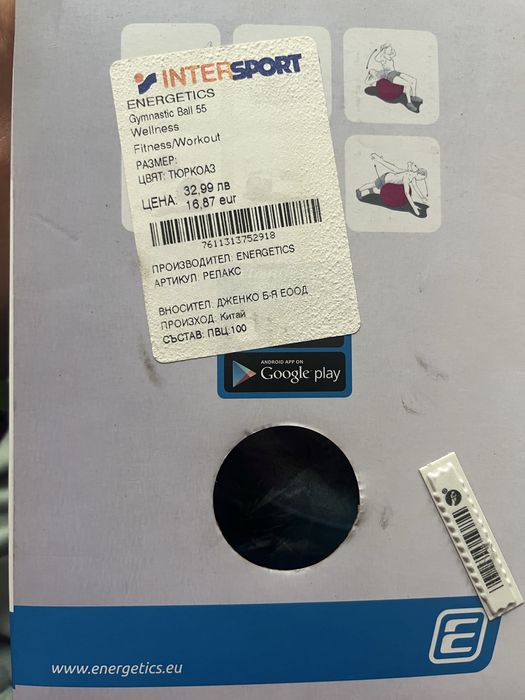 INTERSPORT
ENERGETICS
Gymnastic Ball 55
Wellness
Fitness/Workout
РАЗМЕР:
ЦВЯТ: ТЮРКОАЗ
ЦЕНА: 32.99 лв
16,87 eur
7611313752918
ПРОИЗВОДИТЕЛ: ENERGETICS
АРТИКУЛ: РЕЛАКС
ВНОСИТЕЛ: ДЖЕНКО Б-Я ЕООД
ПРОИЗХОД: Китай
СЪСТАВ: ПВЦ:100
ANDROID APP ON
Google play
www.energetics.eu
E